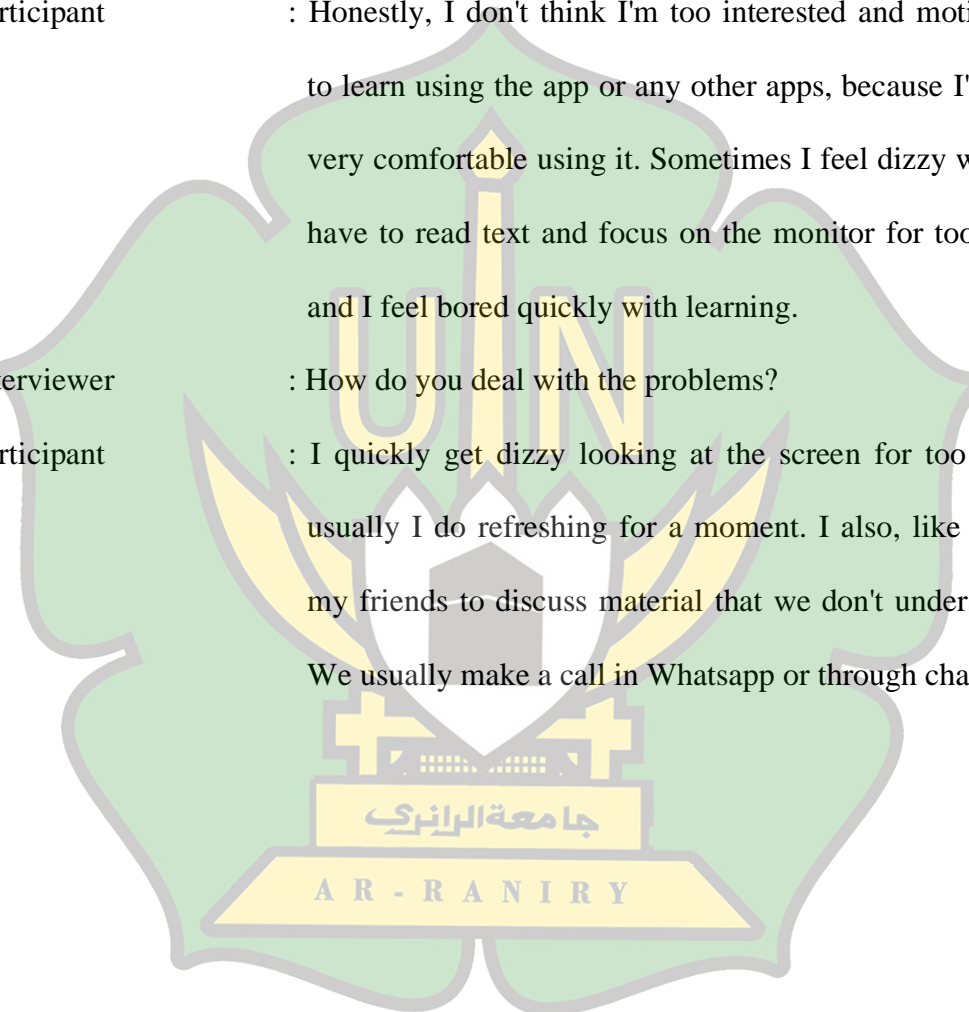 rticipant : Honestly, I don't think I'm too interested and moti
to learn using the app or any other apps, because I'
very comfortable using it. Sometimes I feel dizzy w
have to read text and focus on the monitor for too
and I feel bored quickly with learning.
terviewer : How do you deal with the problems?
rticipant : I quickly get dizzy looking at the screen for too
usually I do refreshing for a moment. I also, like
my friends to discuss material that we don't under
We usually make a call in Whatsapp or through cha
UIN
جامعةالرانري
AR-RANIRY